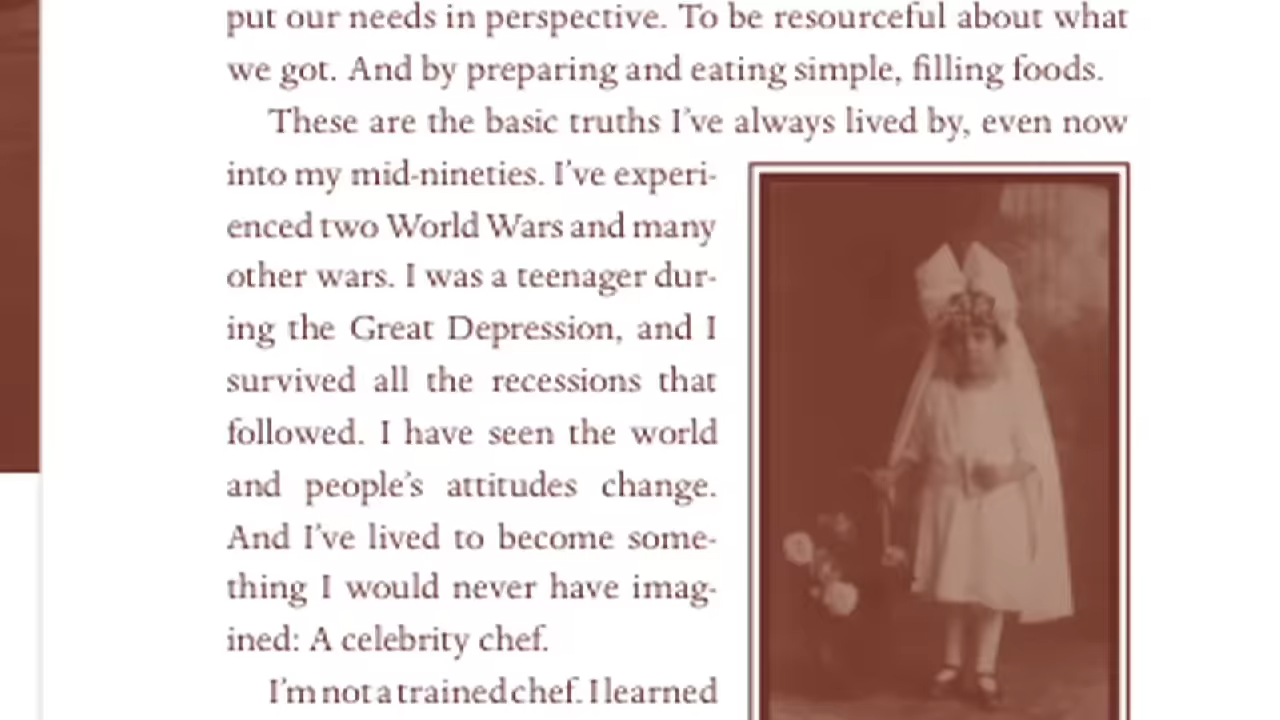 put our needs in perspective. To be resourceful about what
we got. And by preparing and eating simple, filling foods.
These are the basic truths I've always lived by, even now
into my mid-nineties. I've experi-
enced two World Wars and many
other wars. I was a teenager dur-
ing the Great Depression, and I
survived all the recessions that
followed. I have seen the world
and people's attitudes change.
And I've lived to become some-
thing I would never have imag-
ined: A celebrity chef.
I'm not a trained chef. I learned